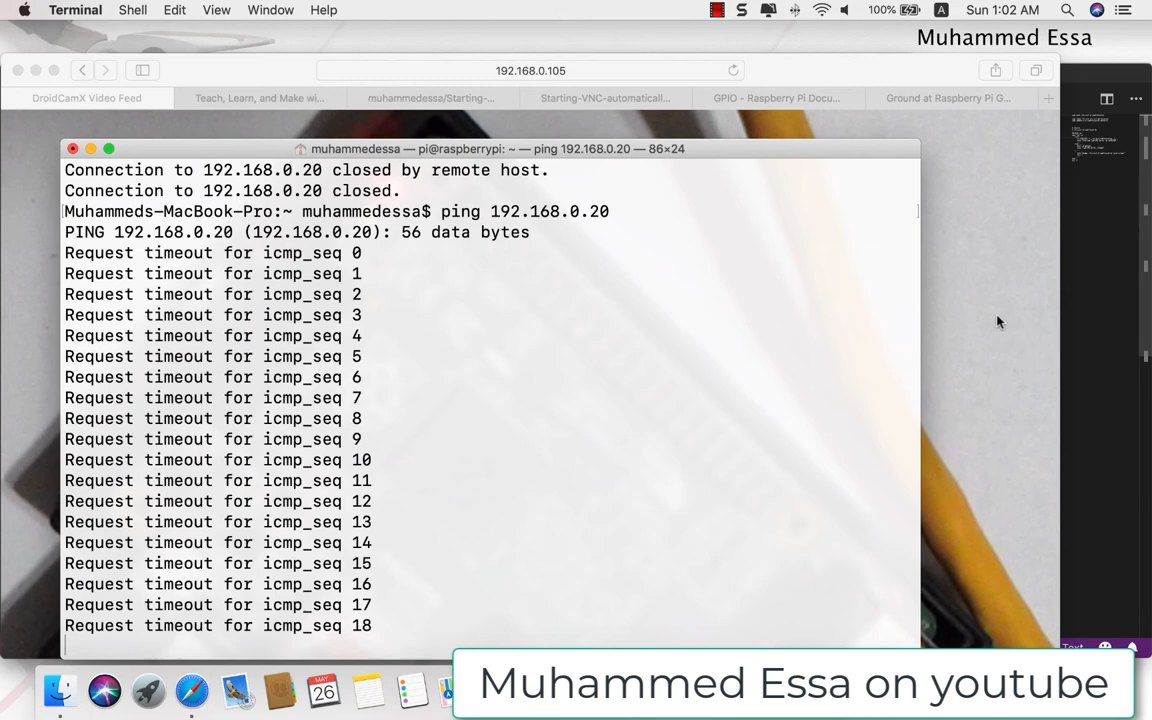 Terminal Shell Edit View Window Help 100% A Sun 1:02 AM
Muhammed Essa
192.168.0.105
DroidCamX Video Feed Teach, Learn, and Make wi... muhammedessa/Starting-... Starting-VNC-automaticall... GPIO - Raspberry Pi Docu... Ground at Raspberry Pi G...
muhammedessa — pi@raspberrypi: ~ — ping 192.168.0.20 — 86×24
Connection to 192.168.0.20 closed by remote host.
Connection to 192.168.0.20 closed.
Muhammeds-MacBook-Pro:~ muhammedessa$ ping 192.168.0.20
PING 192.168.0.20 (192.168.0.20): 56 data bytes
Request timeout for icmp_seq 0
Request timeout for icmp_seq 1
Request timeout for icmp_seq 2
Request timeout for icmp_seq 3
Request timeout for icmp_seq 4
Request timeout for icmp_seq 5
Request timeout for icmp_seq 6
Request timeout for icmp_seq 7
Request timeout for icmp_seq 8
Request timeout for icmp_seq 9
Request timeout for icmp_seq 10
Request timeout for icmp_seq 11
Request timeout for icmp_seq 12
Request timeout for icmp_seq 13
Request timeout for icmp_seq 14
Request timeout for icmp_seq 15
Request timeout for icmp_seq 16
Request timeout for icmp_seq 17
Request timeout for icmp_seq 18
MAY
26
Muhammed Essa on youtube